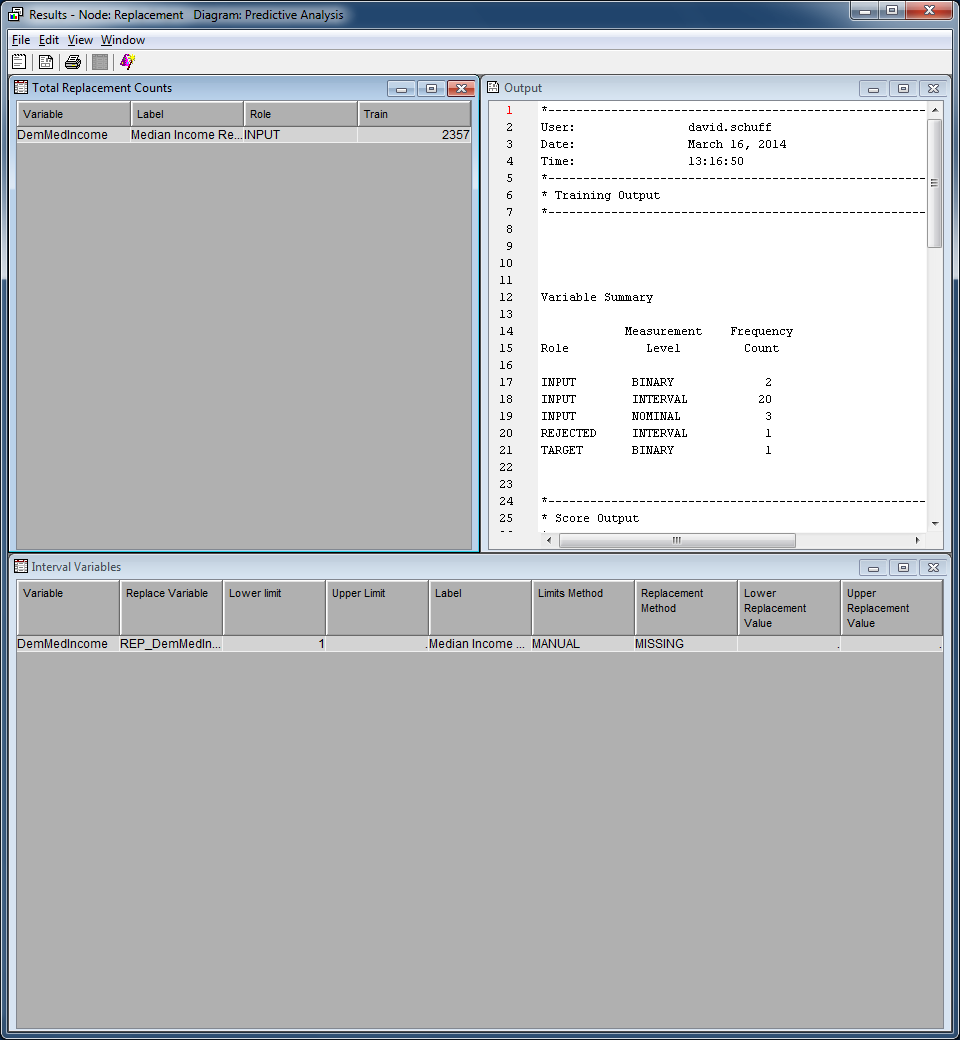 Results - Node: Replacement   Diagram: Predictive Analysis
File Edit View Window
Total Replacement Counts
Variable Label Role Train
DemMedIncome Median Income Re... INPUT 2357
Output
1 *------------------------------------------------------
2 User: david.schuff
3 Date: March 16, 2014
4 Time: 13:16:50
5 *------------------------------------------------------
6 * Training Output
7 *------------------------------------------------------
8
9
10
11
12 Variable Summary
13
14 Measurement Frequency
15 Role Level Count
16
17 INPUT BINARY 2
18 INPUT INTERVAL 20
19 INPUT NOMINAL 3
20 REJECTED INTERVAL 1
21 TARGET BINARY 1
22
23
24 *------------------------------------------------------
25 * Score Output
Interval Variables
Variable Replace Variable Lower limit Upper Limit Label Limits Method Replacement Method Lower Replacement Value Upper Replacement Value
DemMedIncome REP_DemMedIn... 1 . Median Income ... MANUAL MISSING . .